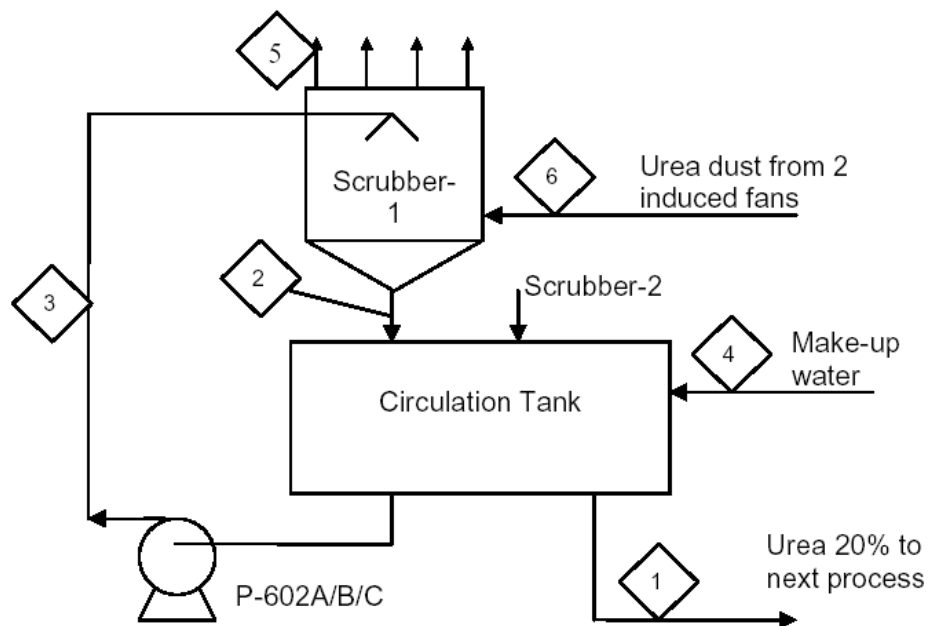 5
Scrubber-
1
6
Urea dust from 2
induced fans
2
3
Scrubber-2
4
Make-up
water
Circulation Tank
P-602A/B/C
1
Urea 20% to
next process